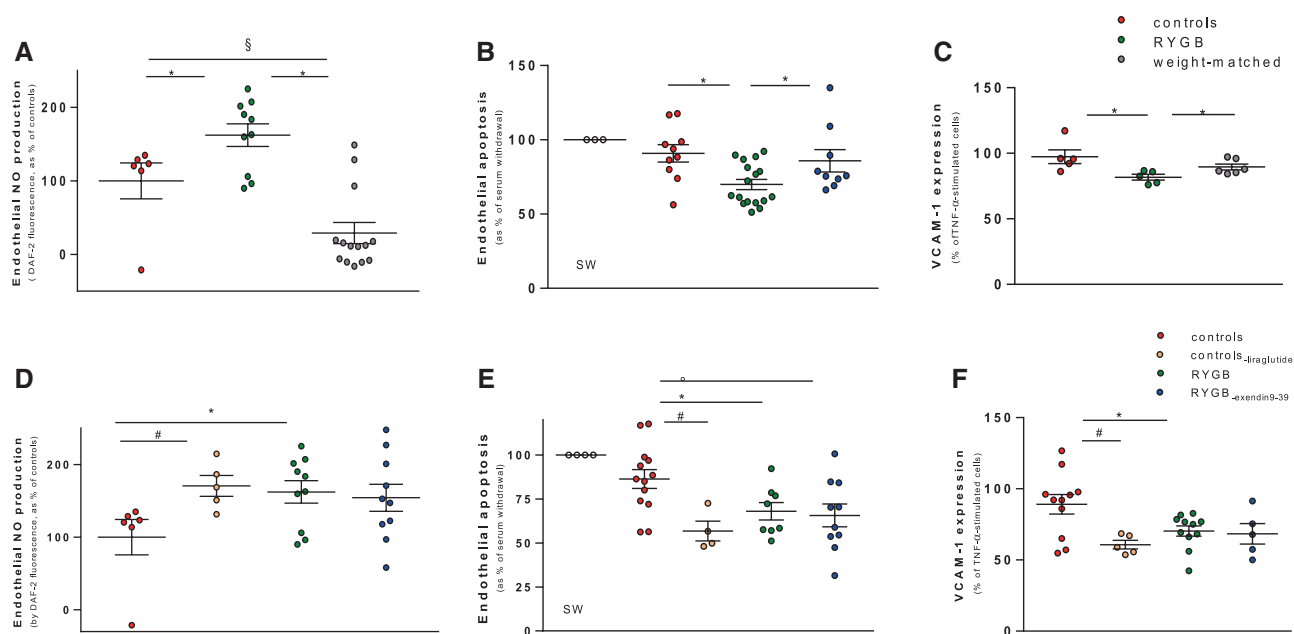 controls
RYGB
weight-matched
A
Endothelial NO production
( DAF-2 fluorescence, as % of controls)
200
100
0
*
§
*
B
Endothelial apoptosis
(as % of serum withdrawal)
150
100
50
0
SW
*
*
C
VCAM-1 expression
(% ofTNF-α-stimulated cells)
150
100
50
0
*
*
controls
controls-liraglutide
RYGB
RYGB-exendin9-39
D
Endothelial NO production
(by DAF-2 fluorescence, as % of controls)
200
100
0
*
#
E
Endothelial apoptosis
(as % of serum withdrawal)
100
50
0
SW
°
*
#
F
VCAM-1 expression
(% of TNF-α-stimulated cells)
150
100
50
0
*
#